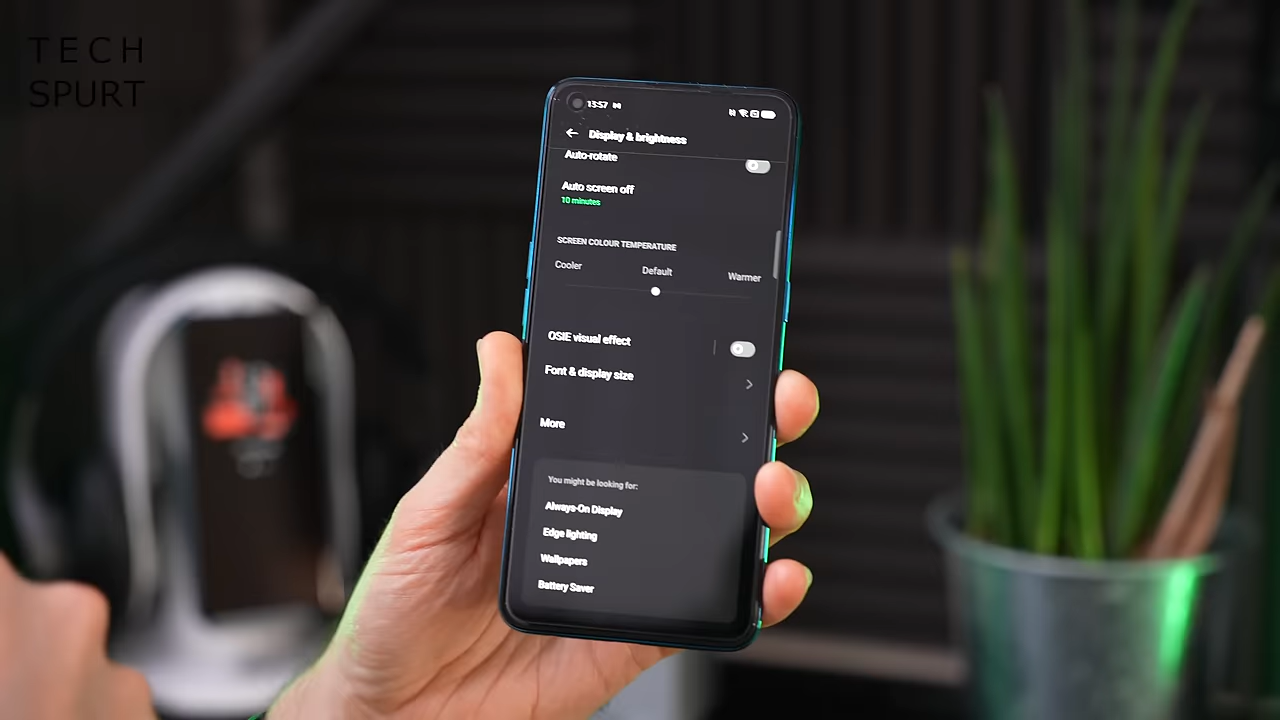 TECH
SPURT
13:57
Display & brightness
Auto-rotate
Auto screen off
10 minutes
SCREEN COLOUR TEMPERATURE
Cooler Default Warmer
OSIE visual effect
Font & display size
More
You might be looking for:
Always-On Display
Edge lighting
Wallpapers
Battery Saver